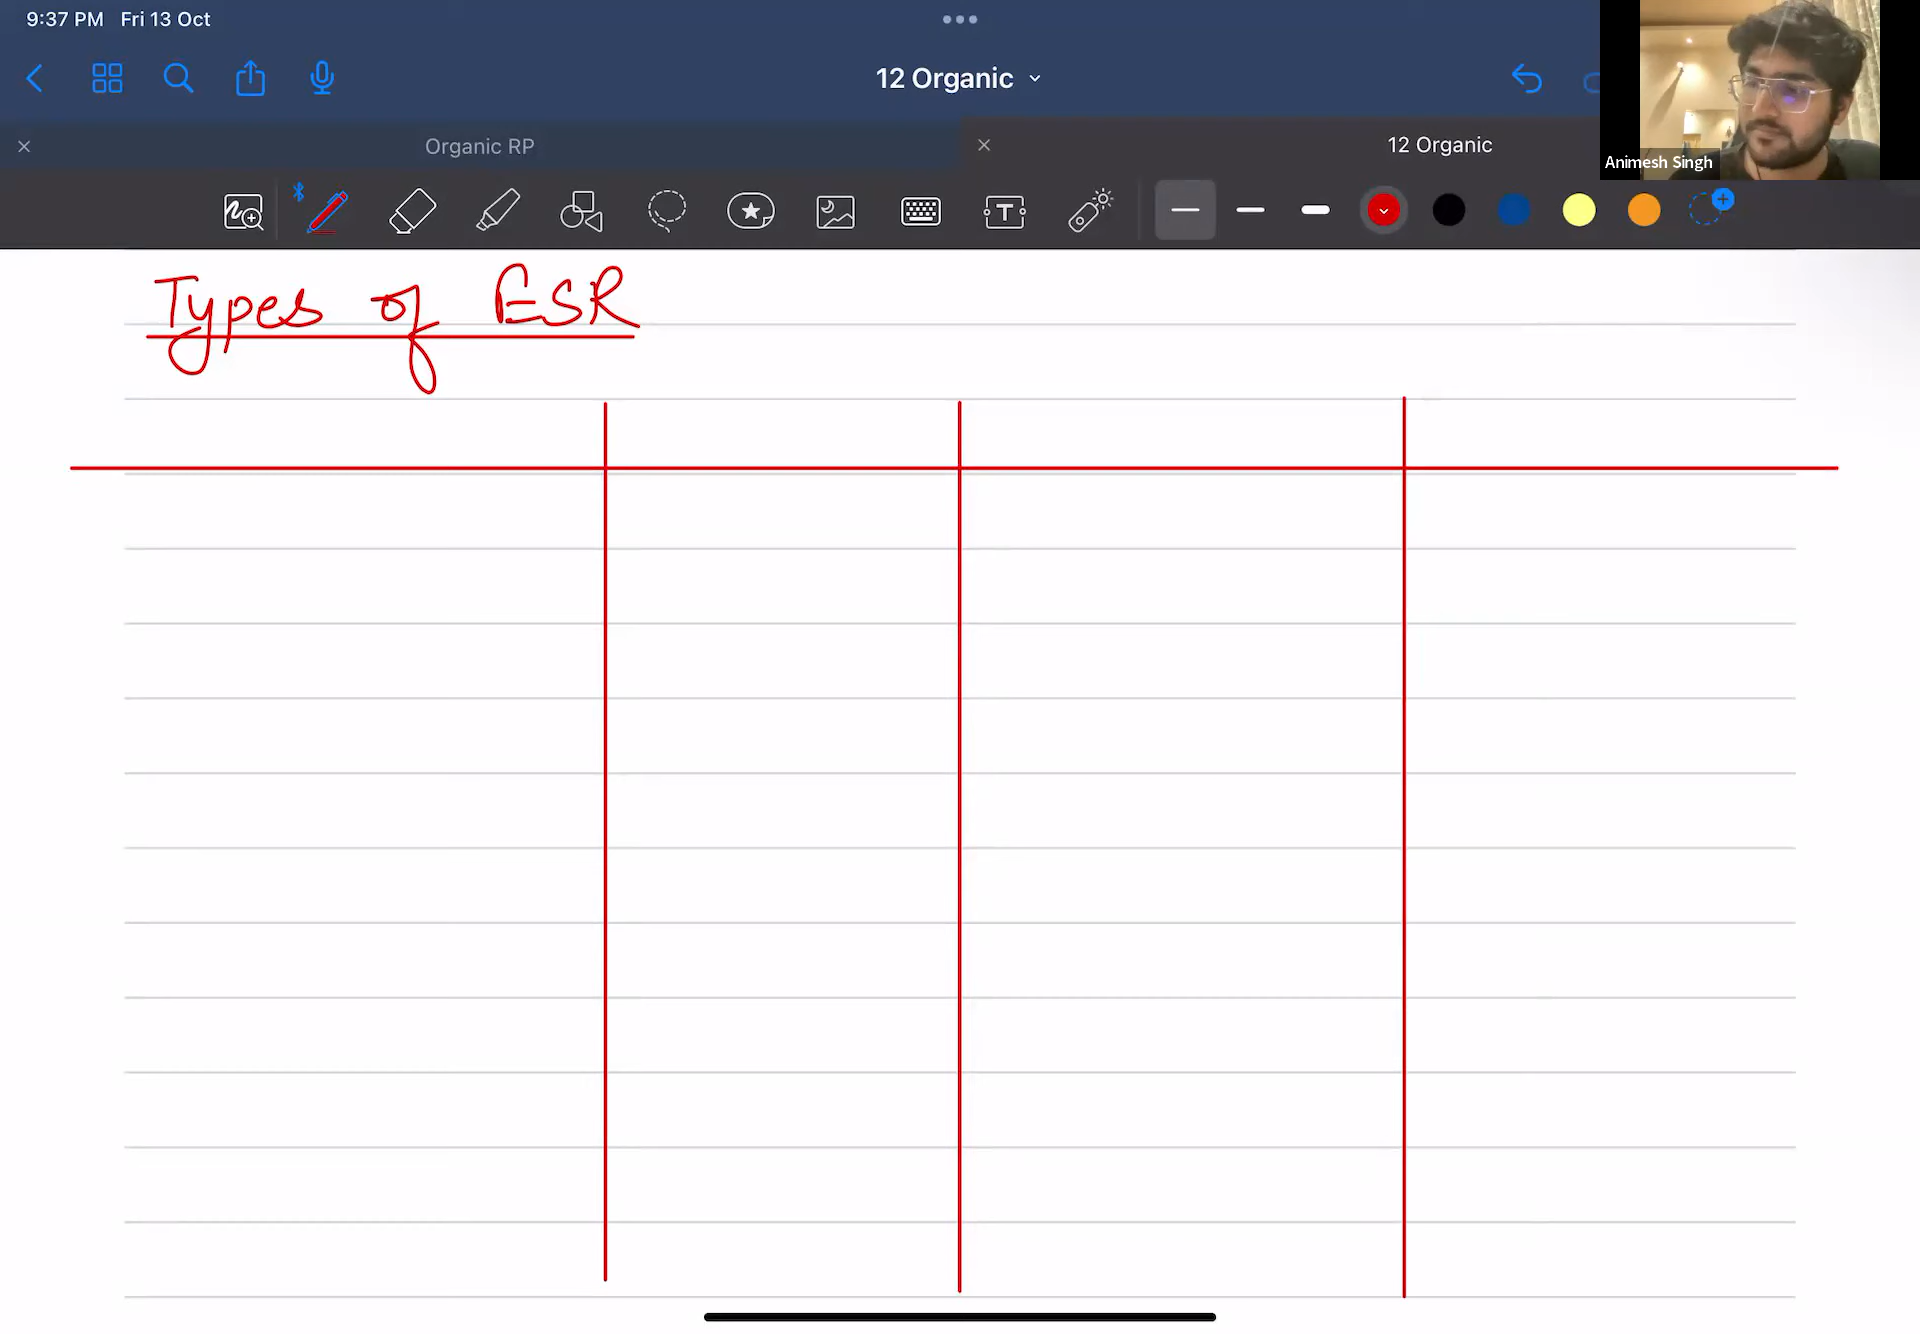 9:37 PM Fri 13 Oct
12 Organic
Organic RP
12 Organic
Animesh Singh
T
Types of ESR